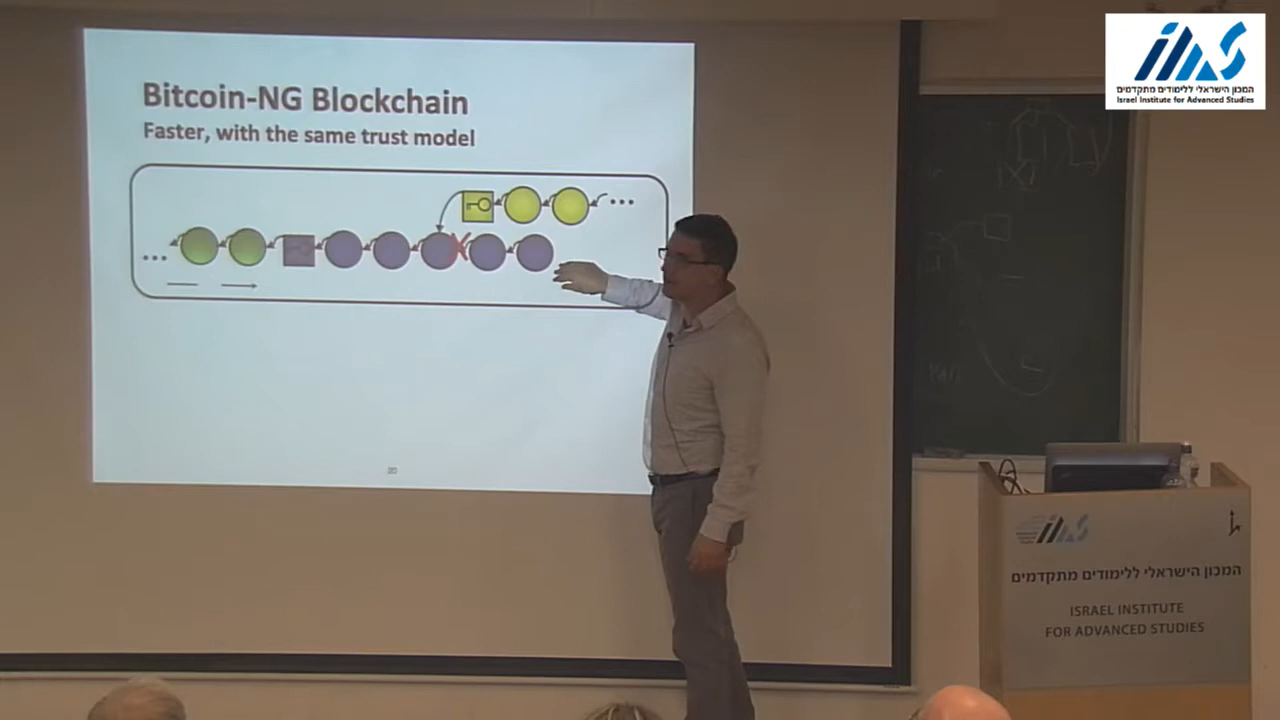 Bitcoin-NG Blockchain
Faster, with the same trust model
20
המכון הישראלי ללימודים מתקדמים
Israel Institute for Advanced Studies
המכון הישראלי ללימודים מתקדמים
ISRAEL INSTITUTE
FOR ADVANCED STUDIES